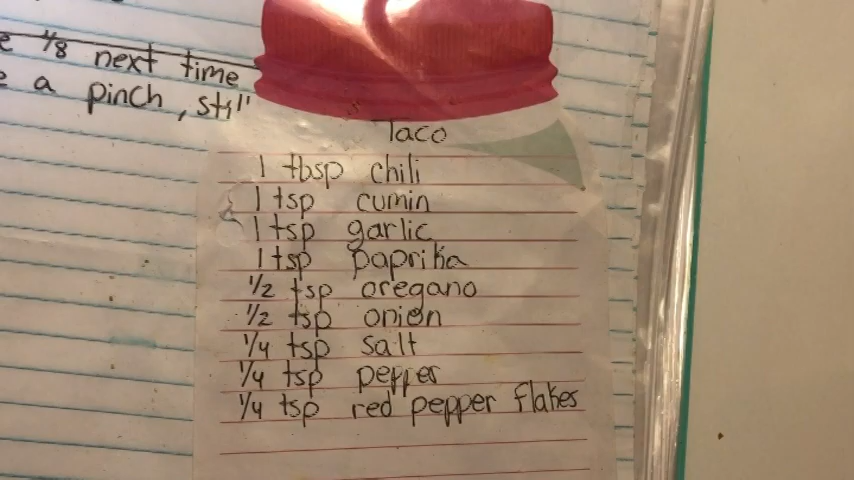 1/8 next time
a pinch, still
Taco
1 tbsp chili
1 tsp cumin
1 tsp garlic
1 tsp paprika
1/2 tsp oregano
1/2 tsp onion
1/4 tsp salt
1/4 tsp pepper
1/4 tsp red pepper flakes